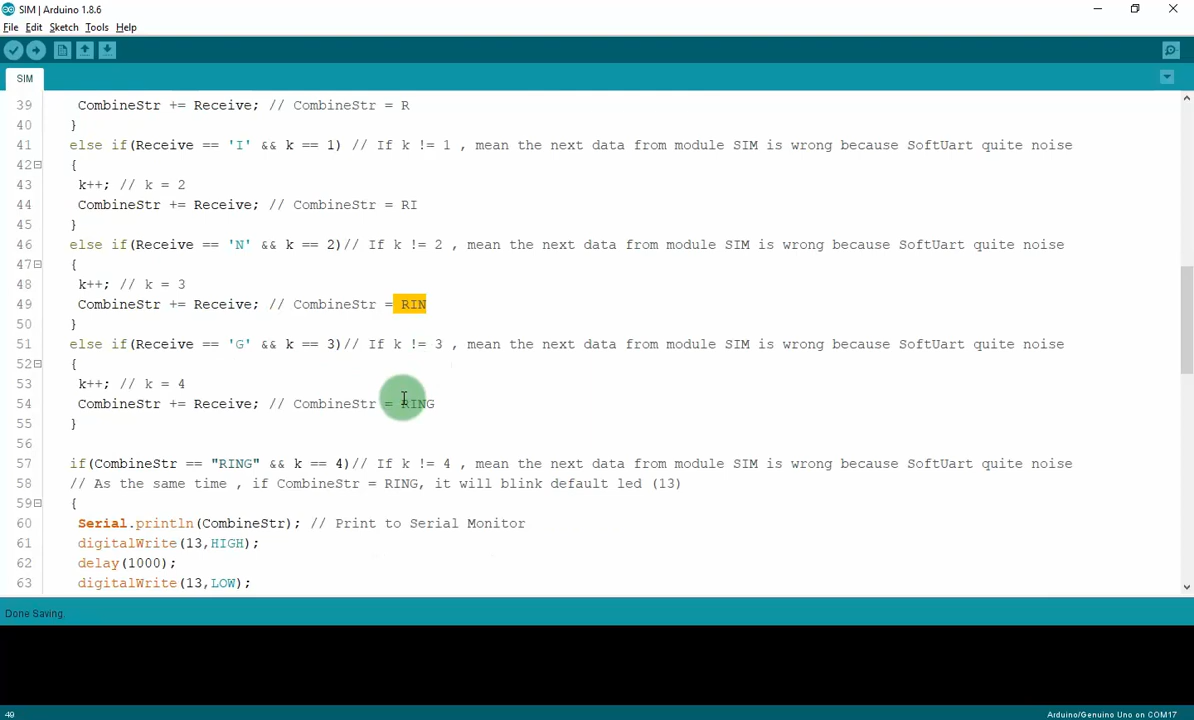 SIM | Arduino 1.8.6
File Edit Sketch Tools Help
SIM
39 CombineStr += Receive; // CombineStr = R
40 }
41 else if(Receive == 'I' && k == 1) // If k != 1 , mean the next data from module SIM is wrong because SoftUart quite noise
42 {
43 k++; // k = 2
44 CombineStr += Receive; // CombineStr = RI
45 }
46 else if(Receive == 'N' && k == 2)// If k != 2 , mean the next data from module SIM is wrong because SoftUart quite noise
47 {
48 k++; // k = 3
49 CombineStr += Receive; // CombineStr = RIN
50 }
51 else if(Receive == 'G' && k == 3)// If k != 3 , mean the next data from module SIM is wrong because SoftUart quite noise
52 {
53 k++; // k = 4
54 CombineStr += Receive; // CombineStr = RING
55 }
56
57 if(CombineStr == "RING" && k == 4)// If k != 4 , mean the next data from module SIM is wrong because SoftUart quite noise
58 // As the same time , if CombineStr = RING, it will blink default led (13)
59 {
60 Serial.println(CombineStr); // Print to Serial Monitor
61 digitalWrite(13,HIGH);
62 delay(1000);
63 digitalWrite(13,LOW);
Done Saving.
49 Arduino/Genuino Uno on COM17